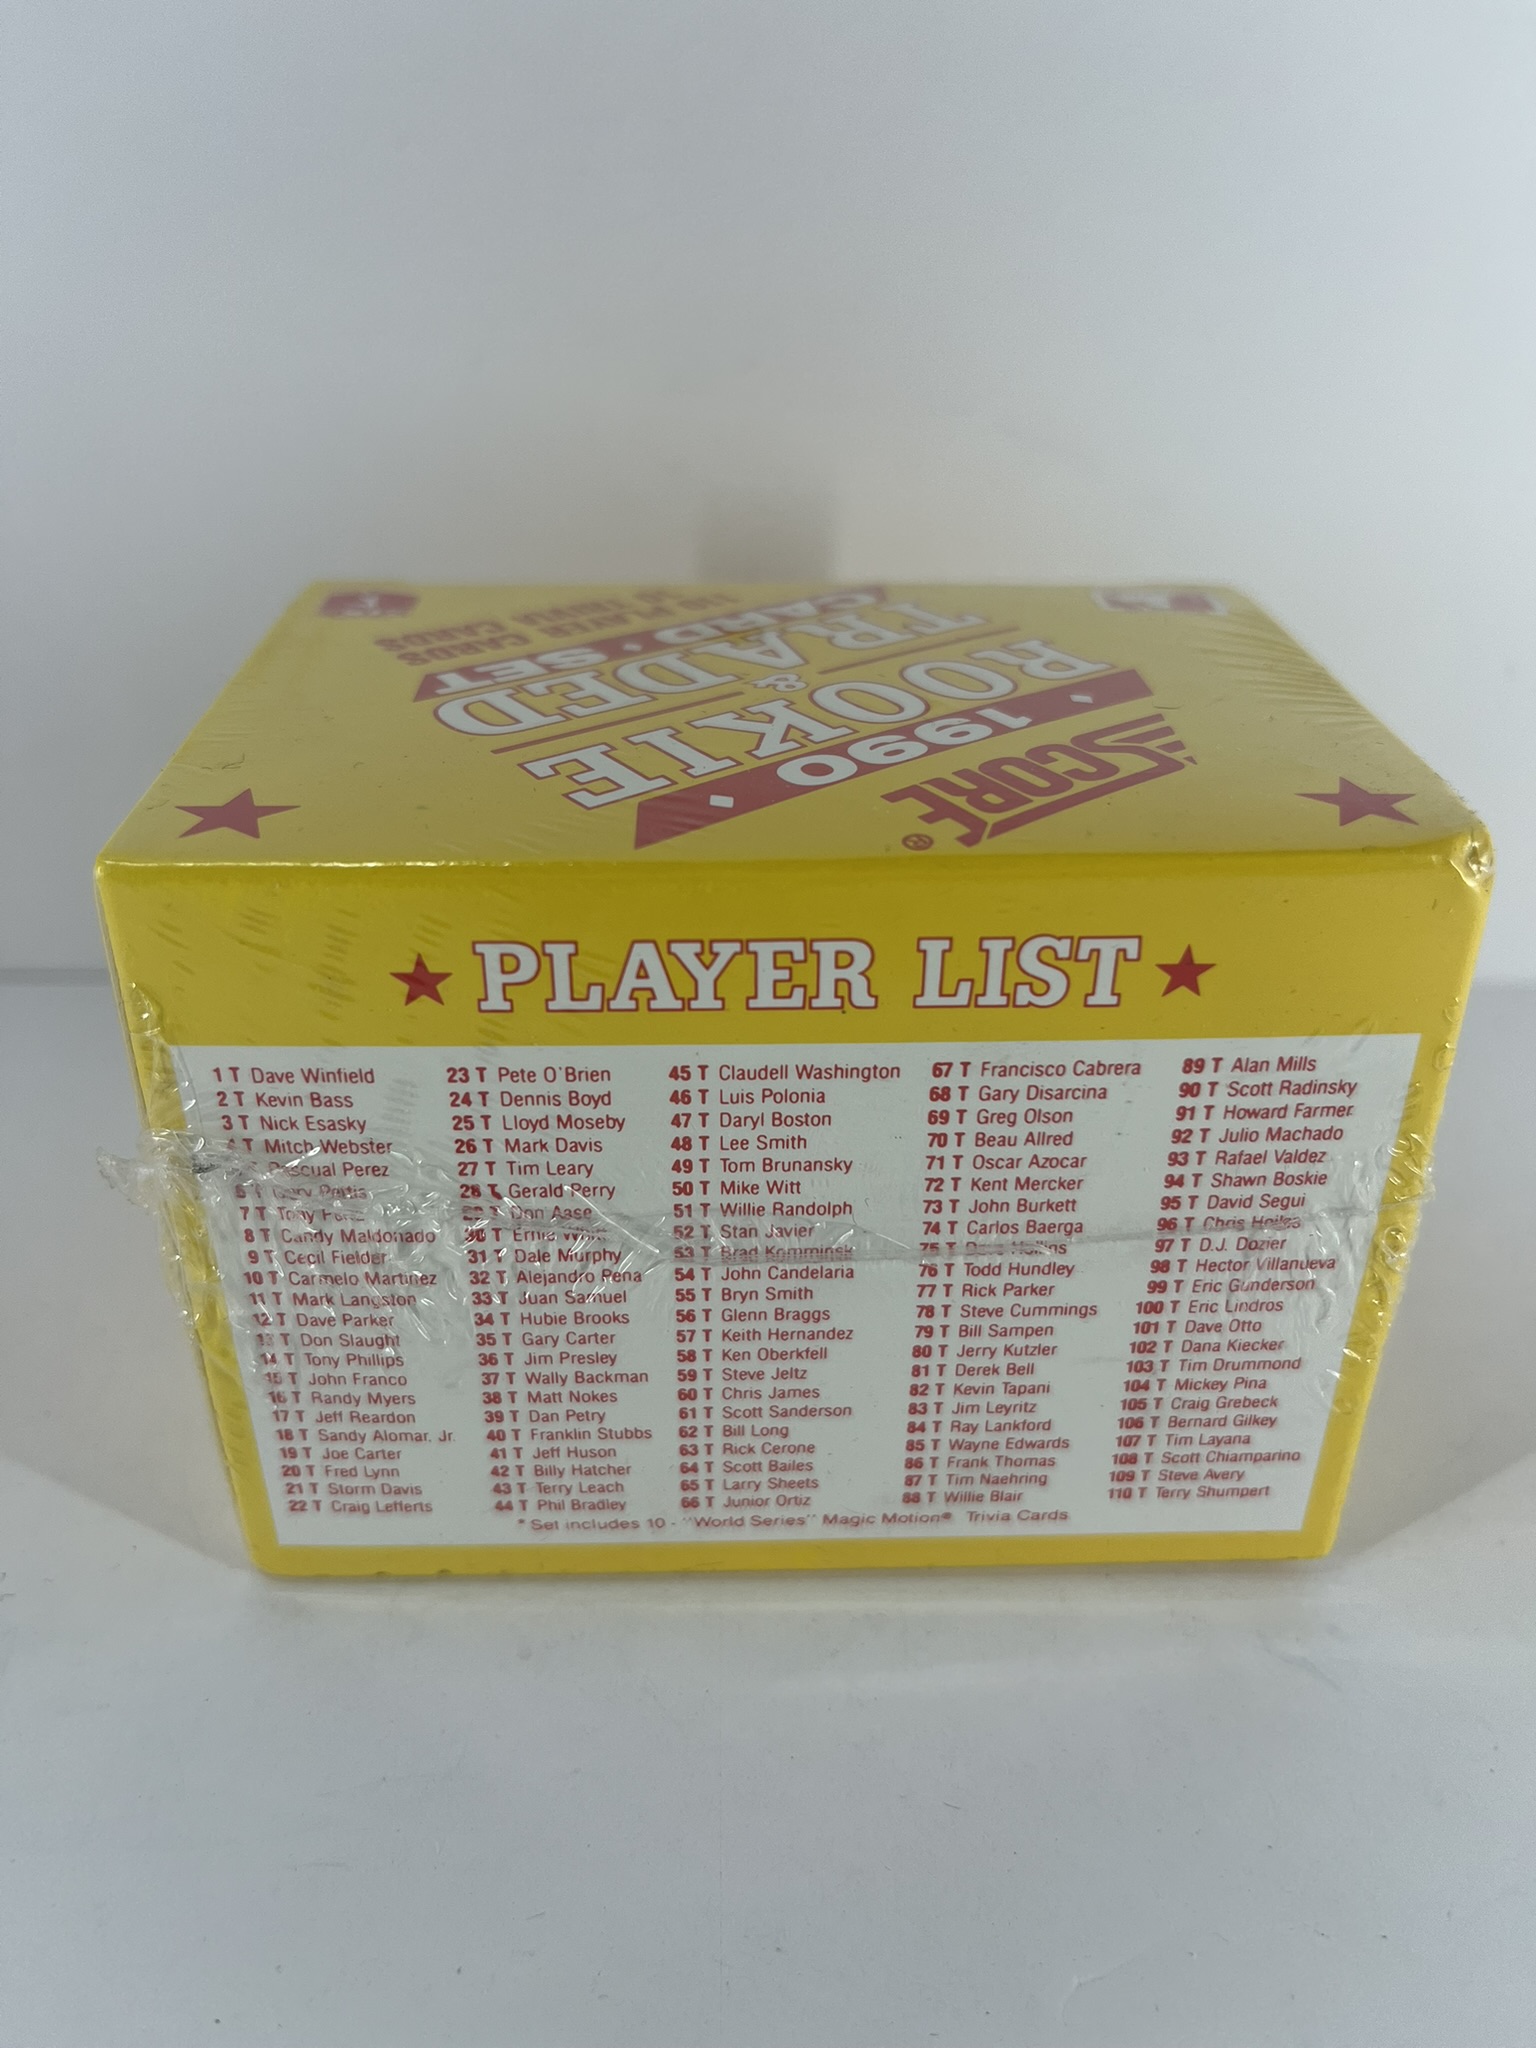 SCORE®
1990
ROOKIE
& TRADED
CARD SET
110 PLAYER CARDS
10 TRIVIA CARDS
PLAYER LIST
1 T Dave Winfield
2 T Kevin Bass
3 T Nick Esasky
4 T Mitch Webster
T Pascual Perez
6 T Gary Pettis
7 T Tony
8 T Candy Maldonado
9 T Cecil Fielder
10 T Carmelo Martinez
11 T Mark Langston
12 T Dave Parker
13 T Don Slaught
14 T Tony Phillips
15 T John Franco
16 T Randy Myers
17 T Jeff Reardon
18 T Sandy Alomar, Jr.
19 T Joe Carter
20 T Fred Lynn
21 T Storm Davis
22 T Craig Lefferts
23 T Pete O'Brien
24 T Dennis Boyd
25 T Lloyd Moseby
26 T Mark Davis
27 T Tim Leary
28 T Gerald Perry
29 T Don Aase
30 T Ernie
31 T Dale Murphy
32 T Alejandro Pena
33 T Juan Samuel
34 T Hubie Brooks
35 T Gary Carter
36 T Jim Presley
37 T Wally Backman
38 T Matt Nokes
39 T Dan Petry
40 T Franklin Stubbs
41 T Jeff Huson
42 T Billy Hatcher
43 T Terry Leach
44 T Phil Bradley
45 T Claudell Washington
46 T Luis Polonia
47 T Daryl Boston
48 T Lee Smith
49 T Tom Brunansky
50 T Mike Witt
51 T Willie Randolph
52 T Stan Javier
53 T Brad Komminsk
54 T John Candelaria
55 T Bryn Smith
56 T Glenn Braggs
57 T Keith Hernandez
58 T Ken Oberkfell
59 T Steve Jeltz
60 T Chris James
61 T Scott Sanderson
62 T Bill Long
63 T Rick Cerone
64 T Scott Bailes
65 T Larry Sheets
66 T Junior Ortiz
67 T Francisco Cabrera
68 T Gary Disarcina
69 T Greg Olson
70 T Beau Allred
71 T Oscar Azocar
72 T Kent Mercker
73 T John Burkett
74 T Carlos Baerga
75 T Dave Hollins
76 T Todd Hundley
77 T Rick Parker
78 T Steve Cummings
79 T Bill Sampen
80 T Jerry Kutzler
81 T Derek Bell
82 T Kevin Tapani
83 T Jim Leyritz
84 T Ray Lankford
85 T Wayne Edwards
86 T Frank Thomas
87 T Tim Naehring
88 T Willie Blair
89 T Alan Mills
90 T Scott Radinsky
91 T Howard Farmer
92 T Julio Machado
93 T Rafael Valdez
94 T Shawn Boskie
95 T David Segui
96 T Chris Hoiles
97 T D.J. Dozier
98 T Hector Villanueva
99 T Eric Gunderson
100 T Eric Lindros
101 T Dave Otto
102 T Dana Kiecker
103 T Tim Drummond
104 T Mickey Pina
105 T Craig Grebeck
106 T Bernard Gilkey
107 T Tim Layana
108 T Scott Chiamparino
109 T Steve Avery
110 T Terry Shumpert
* Set includes 10 - "World Series" Magic Motion® Trivia Cards